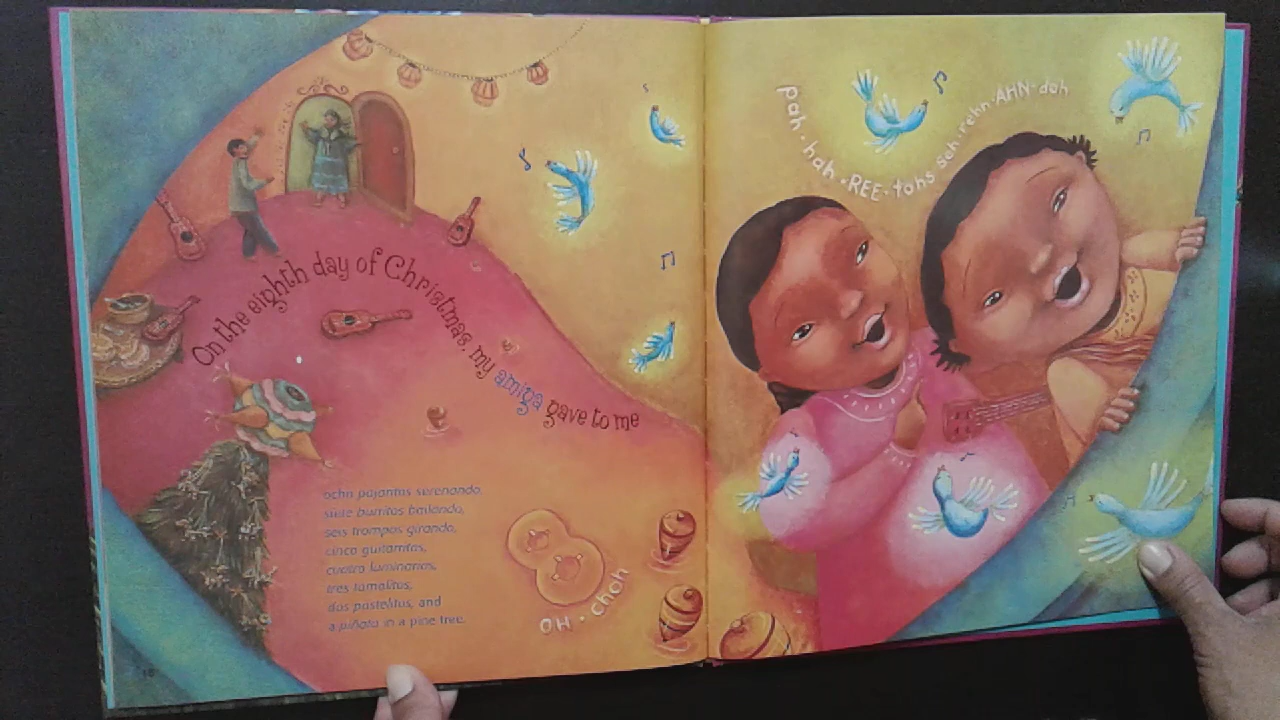 On the eighth day of Christmas, my amiga gave to me
ocho pajaritos serenando,
siete burritos bailando,
seis trompos girando,
cinco guitarritas,
cuatro luminarias,
tres tamalitos,
dos pastelitos, and
a piñata in a pine tree.
OH • choh
pah • hah • REE • tohs seh • rehn • AHN • doh